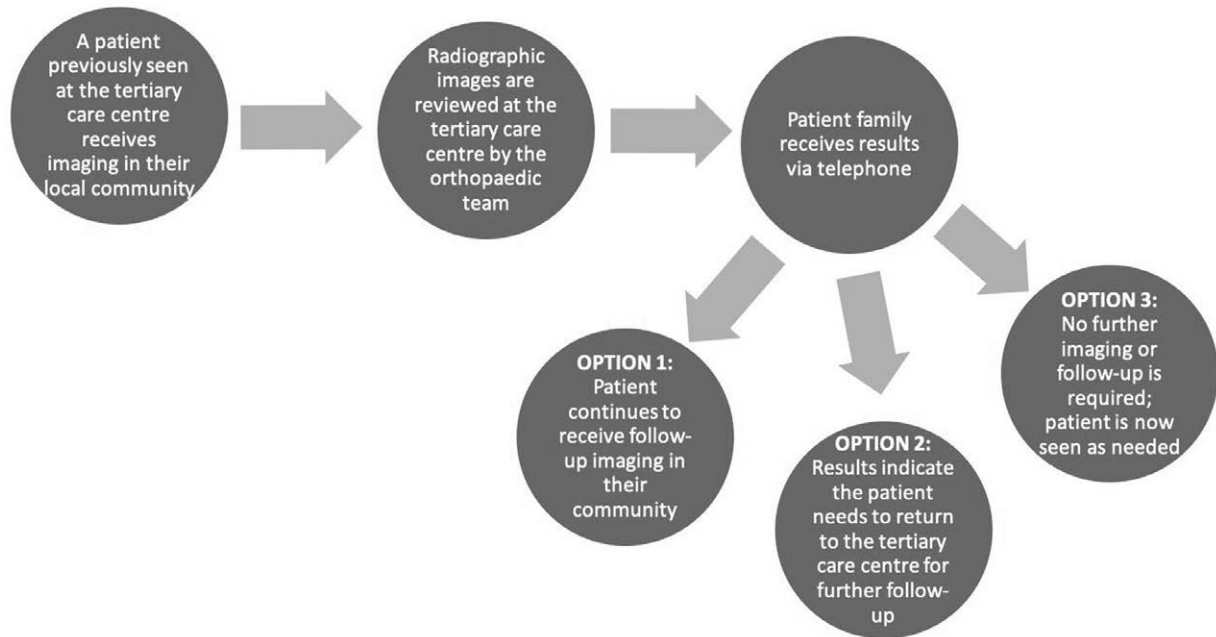 A patient
previously seen
at the tertiary
care centre
receives
imaging in their
local community
Radiographic
images are
reviewed at the
tertiary care
centre by the
orthopaedic
team
Patient family
receives results
via telephone
OPTION 1:
Patient
continues to
receive follow-
up imaging in
their
community
OPTION 2:
Results indicate
the patient
needs to return
to the tertiary
care centre for
further follow-
up
OPTION 3:
No further
imaging or
follow-up is
required;
patient is now
seen as needed